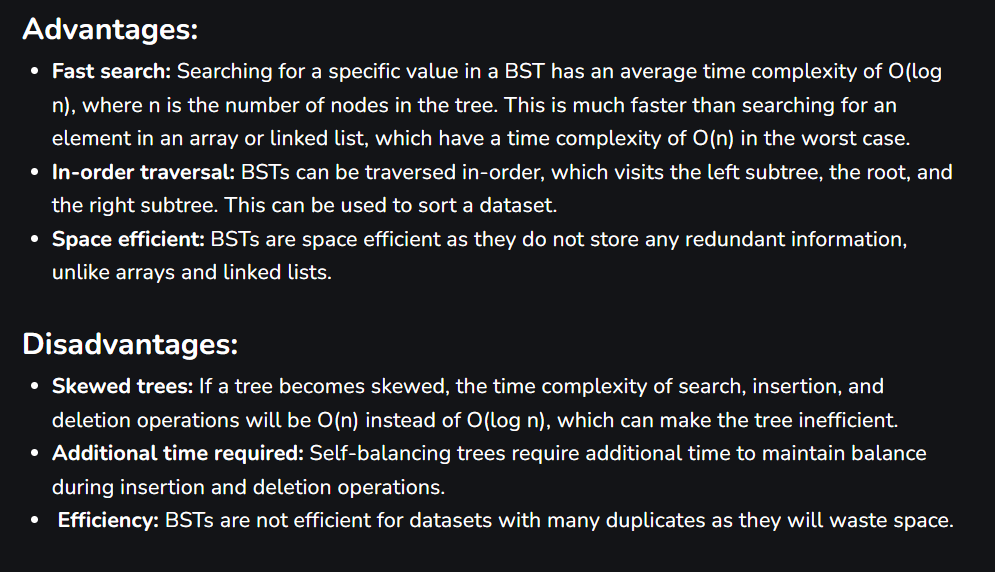 Advantages:
• Fast search: Searching for a specific value in a BST has an average time complexity of O(log
n), where n is the number of nodes in the tree. This is much faster than searching for an
element in an array or linked list, which have a time complexity of O(n) in the worst case.
• In-order traversal: BSTs can be traversed in-order, which visits the left subtree, the root, and
the right subtree. This can be used to sort a dataset.
• Space efficient: BSTs are space efficient as they do not store any redundant information,
unlike arrays and linked lists.
Disadvantages:
• Skewed trees: If a tree becomes skewed, the time complexity of search, insertion, and
deletion operations will be O(n) instead of O(log n), which can make the tree inefficient.
• Additional time required: Self-balancing trees require additional time to maintain balance
during insertion and deletion operations.
• Efficiency: BSTs are not efficient for datasets with many duplicates as they will waste space.